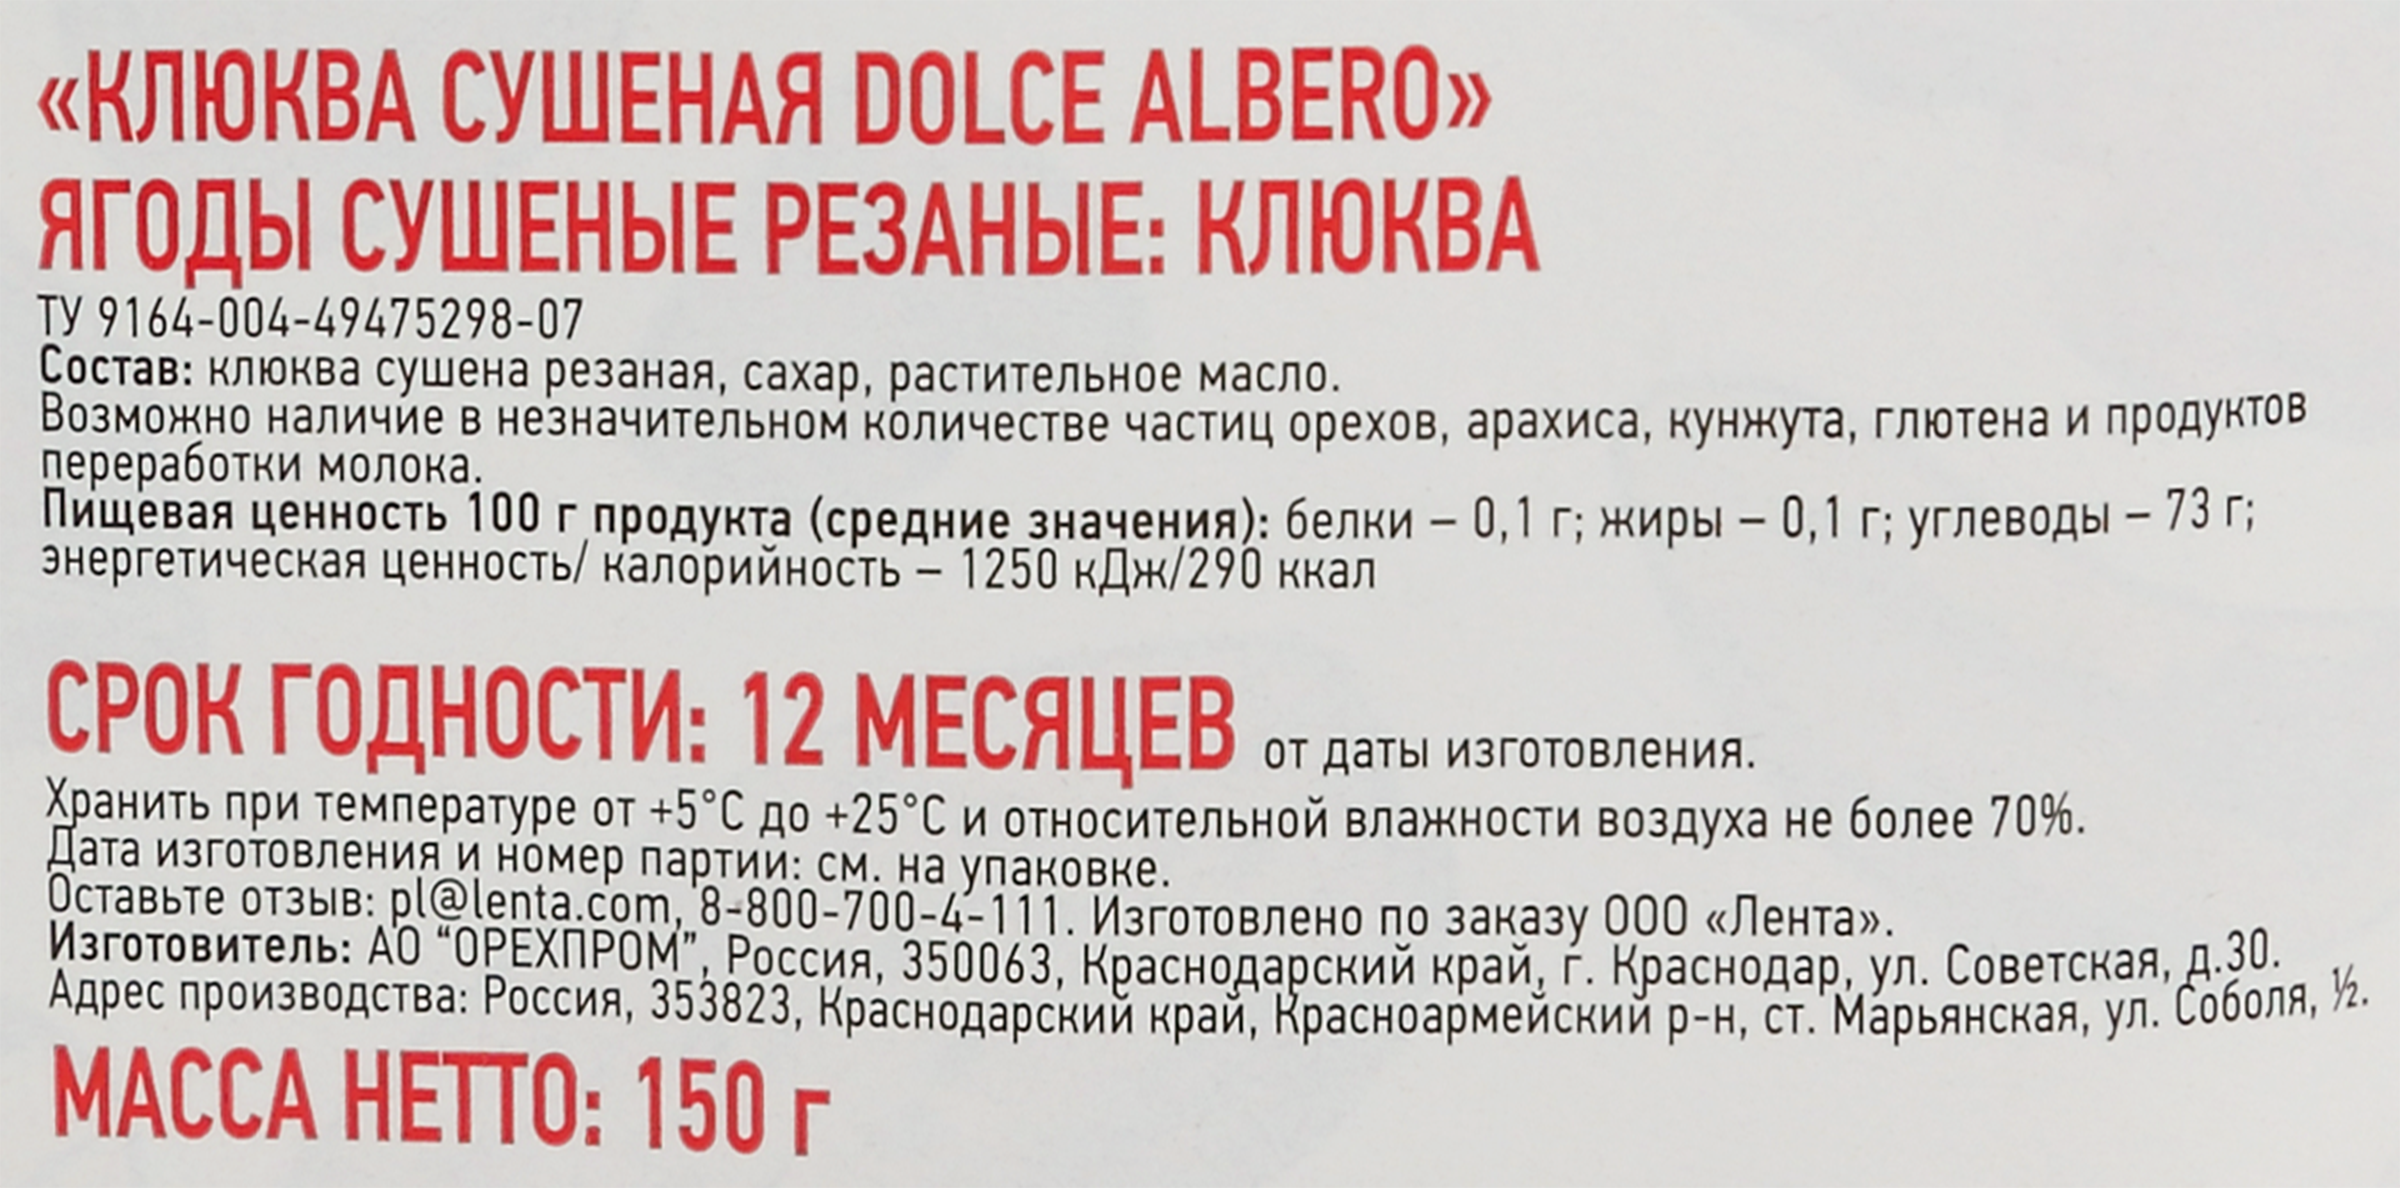 «КЛЮКВА СУШЕНАЯ DOLCE ALBERO»
ЯГОДЫ СУШЕНЫЕ РЕЗАНЫЕ: КЛЮКВА
ТУ 9164-004-49475298-07
Состав: клюква сушена резаная, сахар, растительное масло.
Возможно наличие в незначительном количестве частиц орехов, арахиса, кунжута, глютена и продуктов
переработки молока.
Пищевая ценность 100 г продукта (средние значения): белки – 0,1 г; жиры – 0,1 г; углеводы – 73 г;
энергетическая ценность/ калорийность – 1250 кДж/290 ккал
СРОК ГОДНОСТИ: 12 МЕСЯЦЕВ от даты изготовления.
Хранить при температуре от +5°С до +25°С и относительной влажности воздуха не более 70%.
Дата изготовления и номер партии: см. на упаковке.
Оставьте отзыв: pl@lenta.com, 8-800-700-4-111. Изготовлено по заказу ООО «Лента».
Изготовитель: АО “ОРЕХПРОМ”, Россия, 350063, Краснодарский край, г. Краснодар, ул. Советская, д.30.
Адрес производства: Россия, 353823, Краснодарский край, Красноармейский р-н, ст. Марьянская, ул. Соболя, ½.
МАССА НЕТТО: 150 г